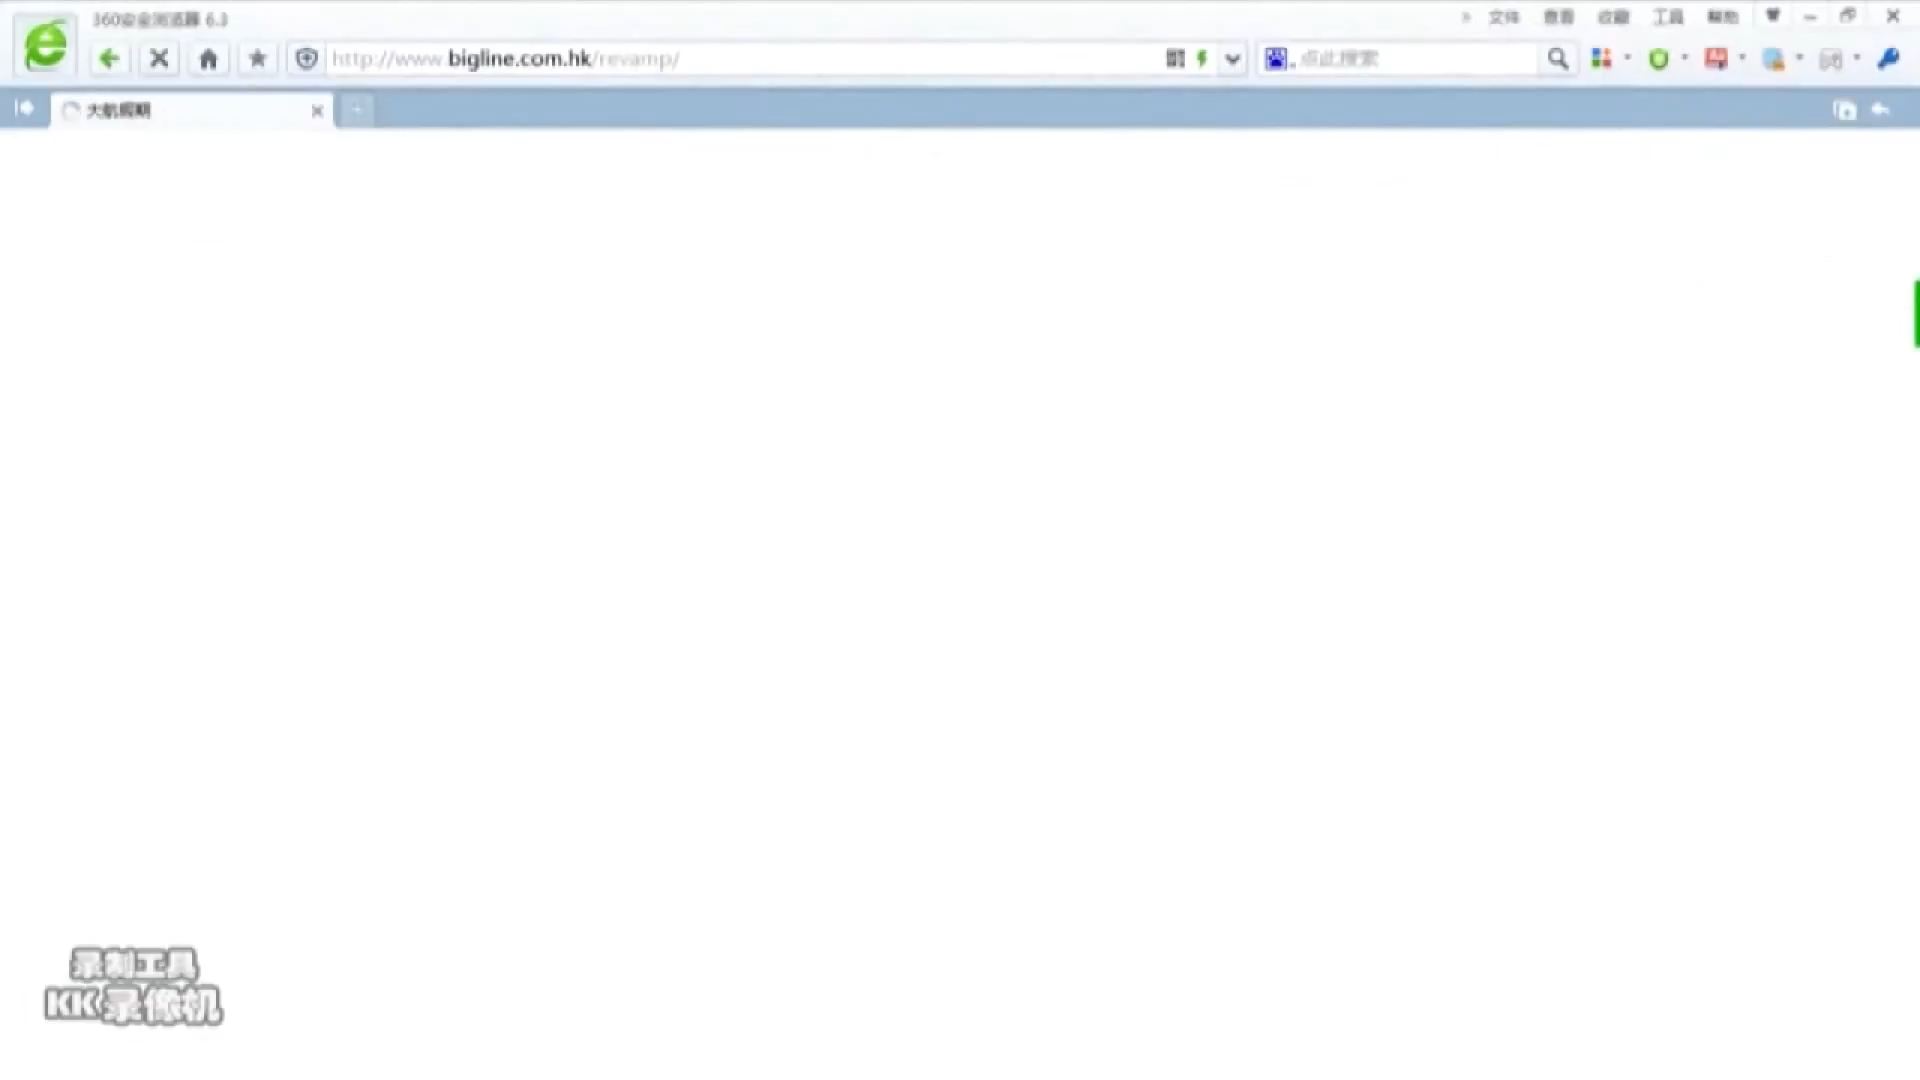 360安全浏览器 6.3
文件 查看 收藏 工具 帮助
http://www.bigline.com.hk/revamp/
点此搜索
大航假期
录制工具
KK录像机